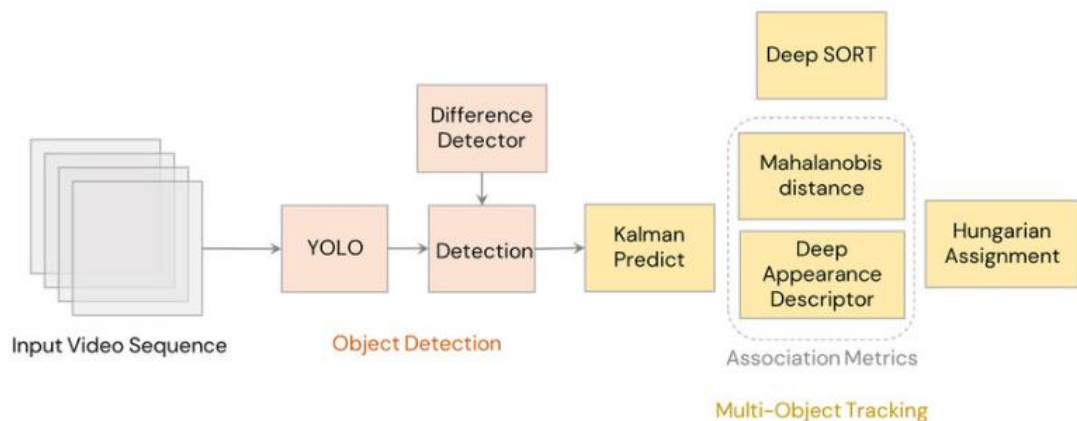 Deep SORT
Difference
Detector
Mahalanobis
distance
YOLO
Detection
Kalman
Predict
Deep
Appearance
Descriptor
Hungarian
Assignment
Input Video Sequence
Object Detection
Association Metrics
Multi-Object Tracking